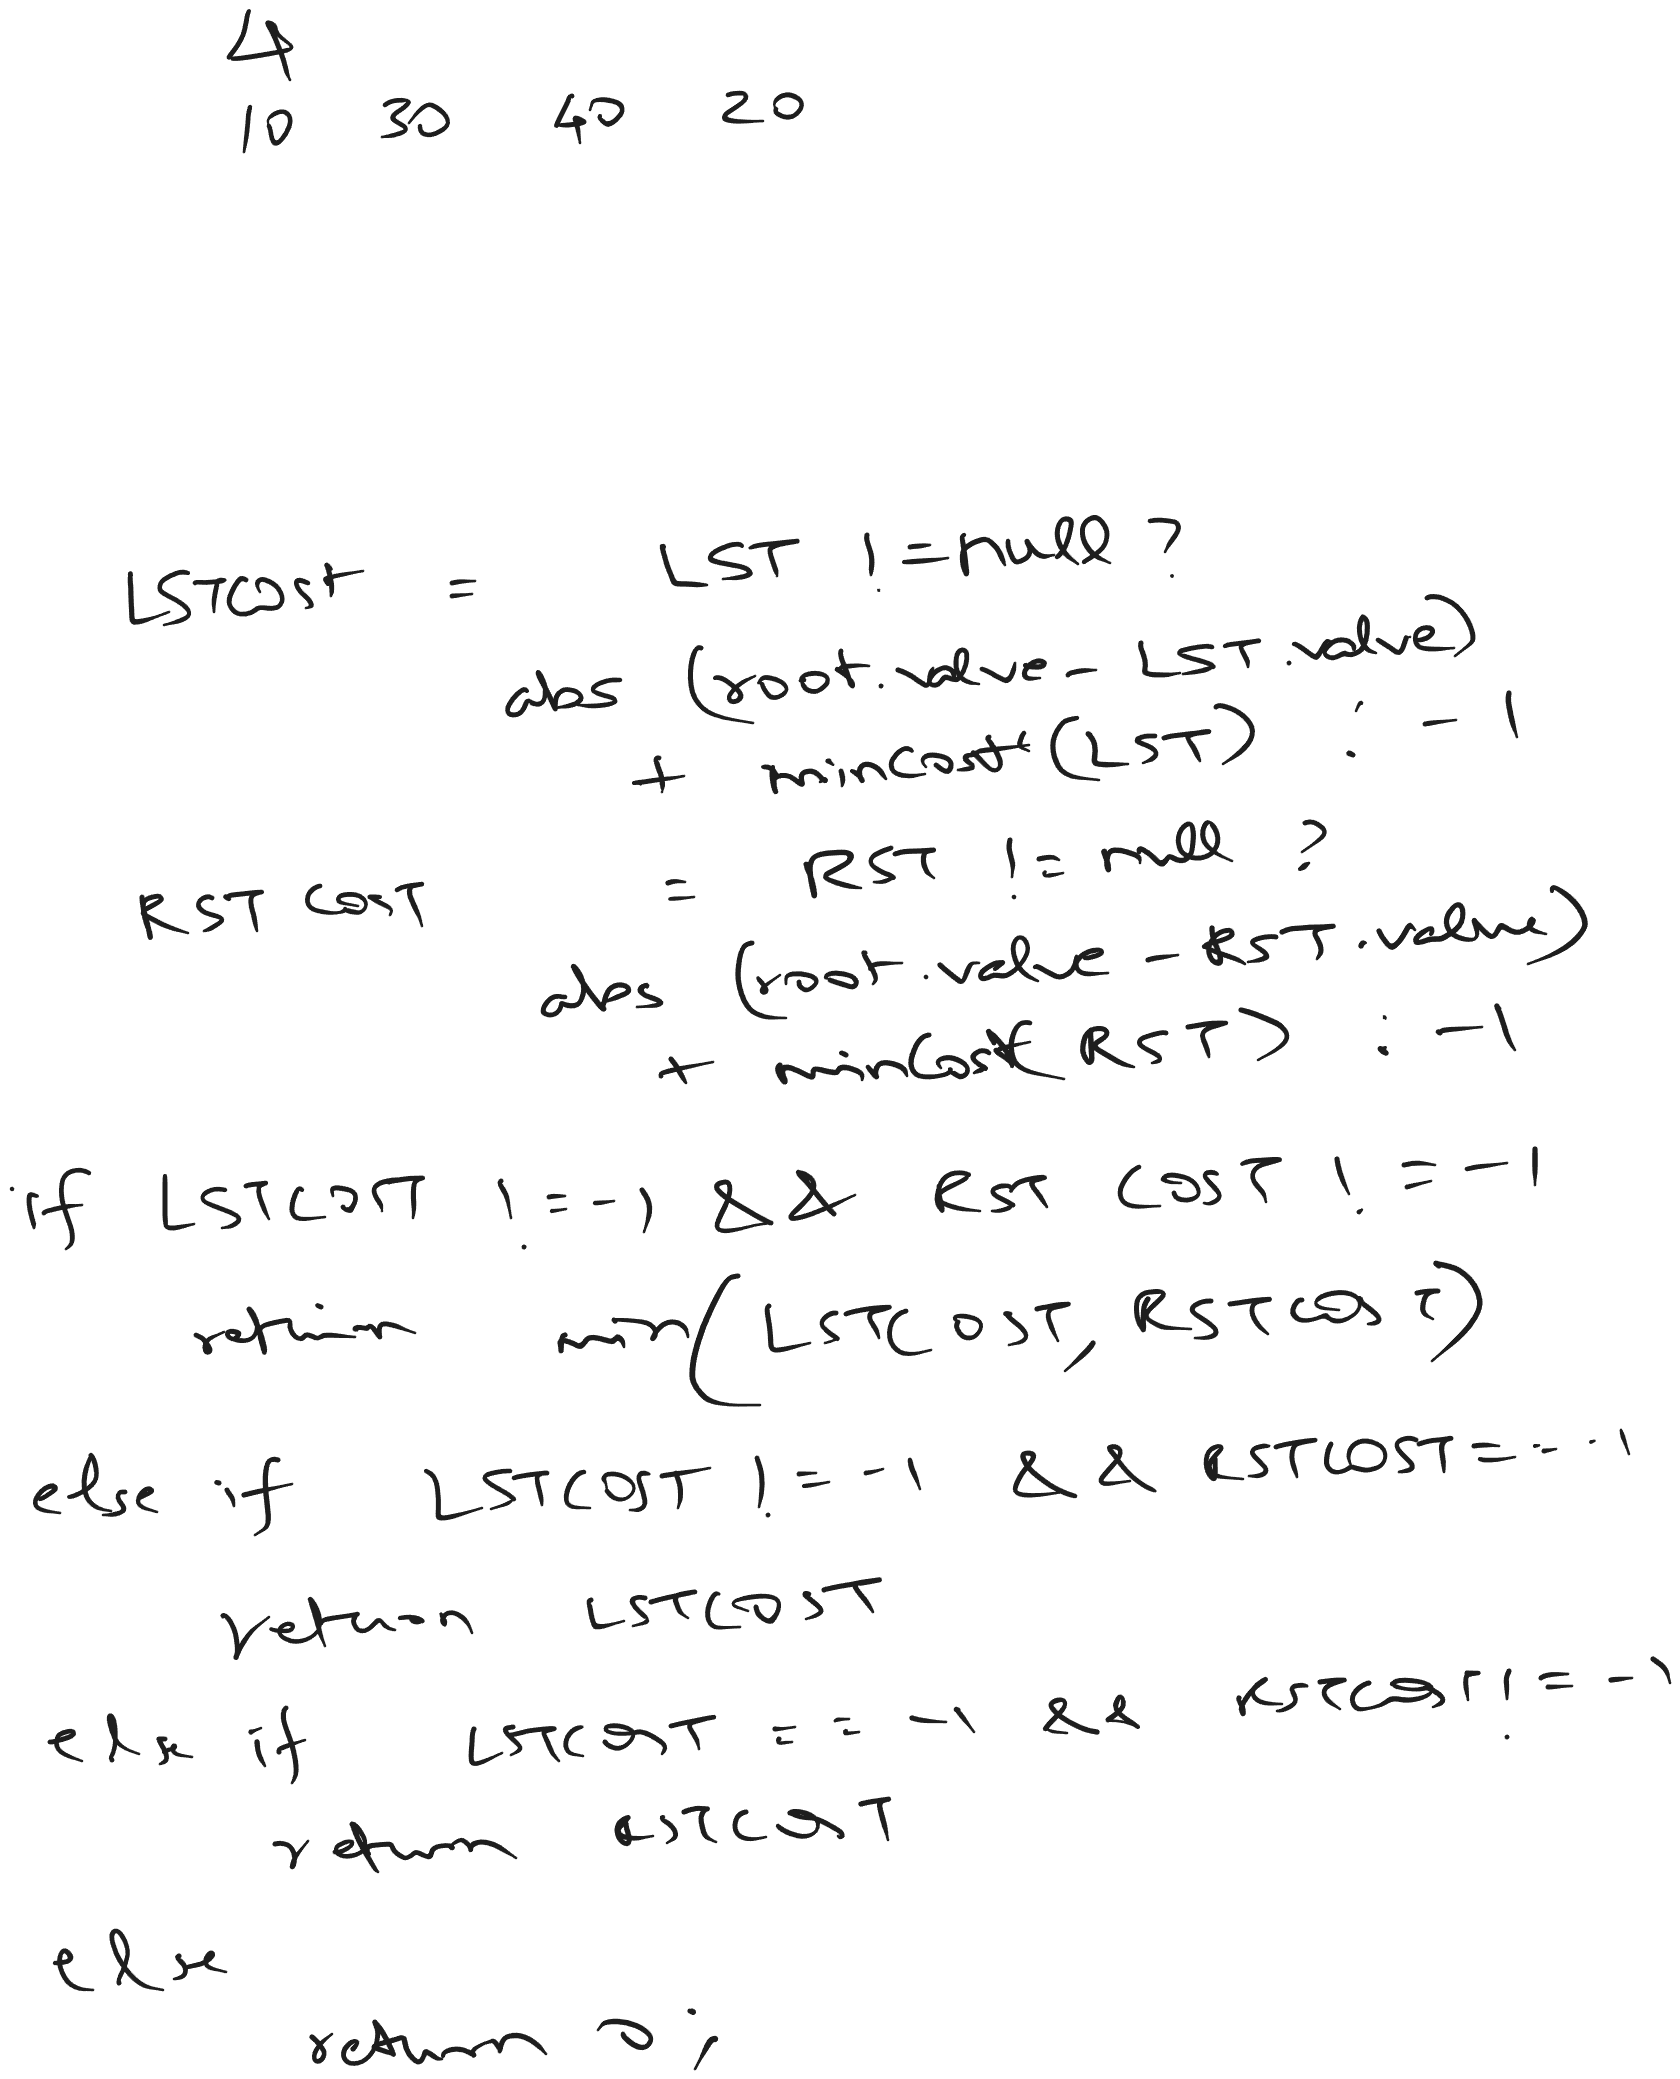 4
10 30 40 20
LSTCOST = LST != null ?
abs (root.value - LST.value)
+ mincost (LST) : -1
RST COST = RST != null ?
abs (root.value - RST.value)
+ minCost(RST) : -1
if LSTCOST != -1 && RST COST != -1
return min(LSTCOST, RSTCOST)
else if LSTCOST != -1 && RSTCOST == -1
return LSTCOST
else if LSTCOST == -1 && RSTCOST != -1
return RSTCOST
else
return 0;